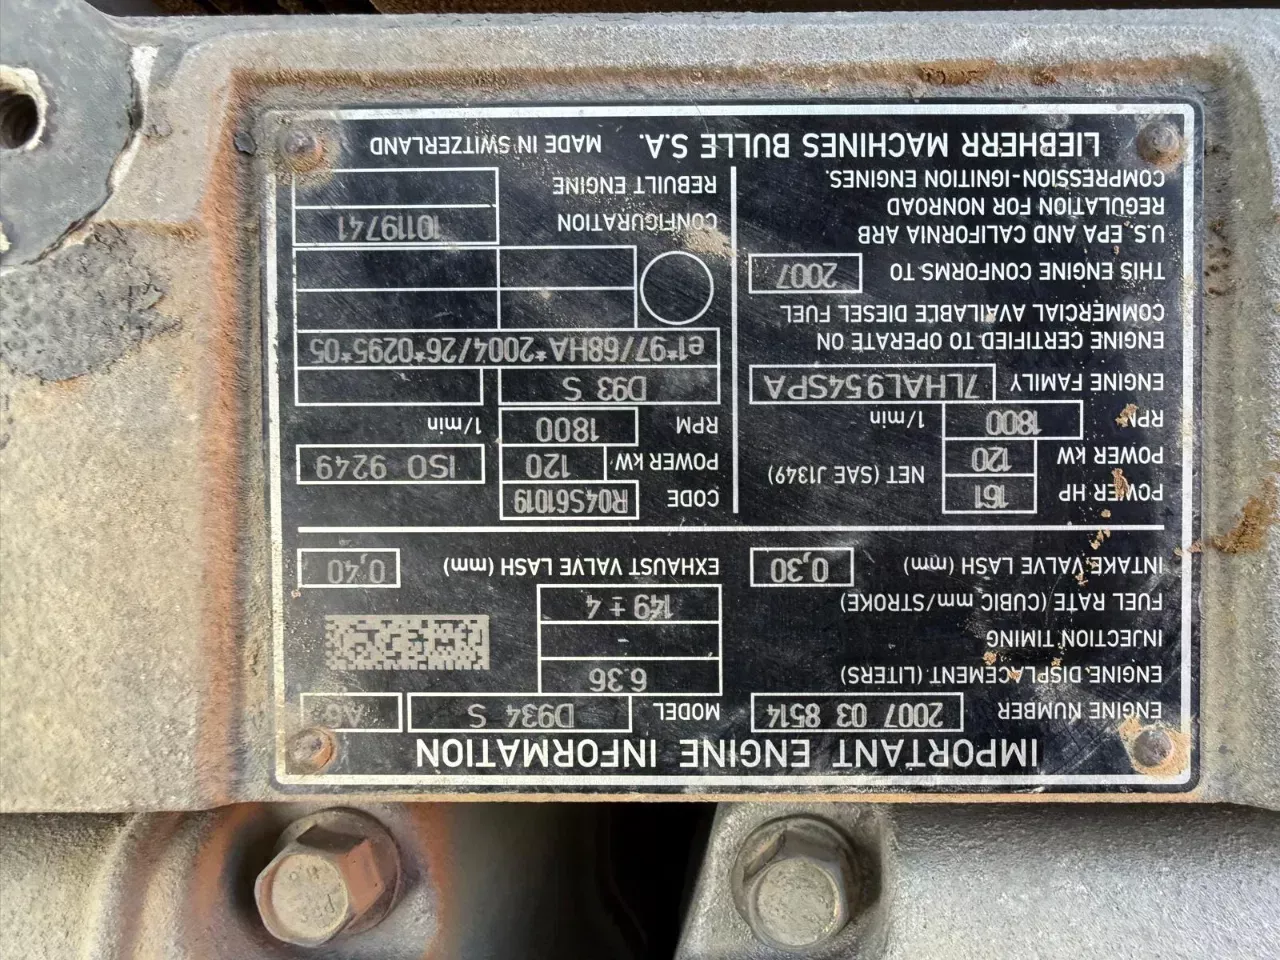 IMPORTANT ENGINE INFORMATION
ENGINE NUMBER 2007 03 8514 MODEL D934 S A6
ENGINE DISPLACEMENT (LITERS) 6.36
INJECTION TIMING -
FUEL RATE (CUBIC mm/STROKE) 149 ± 4
INTAKE VALVE LASH (mm) 0,30 EXHAUST VALVE LASH (mm) 0,40
POWER HP 161
POWER kW 120 NET (SAE J1349)
RPM 1800 1/min
ENGINE FAMILY 7LHAL954SPA
ENGINE CERTIFIED TO OPERATE ON
COMMERCIAL AVAILABLE DIESEL FUEL
THIS ENGINE CONFORMS TO 2007
U.S. EPA AND CALIFORNIA ARB
REGULATION FOR NONROAD
COMPRESSION-IGNITION ENGINES.
CODE R04S61019
POWER kW 120 ISO 9249
RPM 1800 1/min
D93 S
e1*97/68HA*2004/26*0295*05
CONFIGURATION 10119741
REBUILT ENGINE
LIEBHERR MACHINES BULLE S.A. MADE IN SWITZERLAND